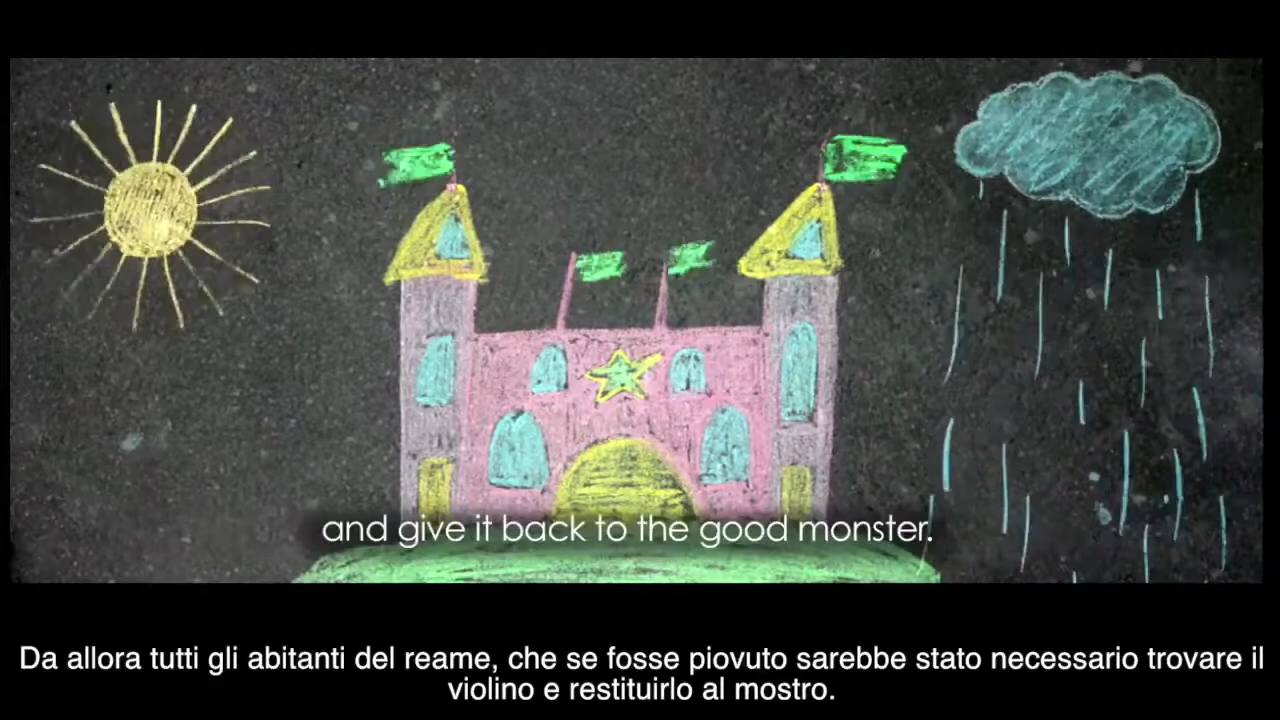 and give it back to the good monster.
Da allora tutti gli abitanti del reame, che se fosse piovuto sarebbe stato necessario trovare il
violino e restituirlo al mostro.